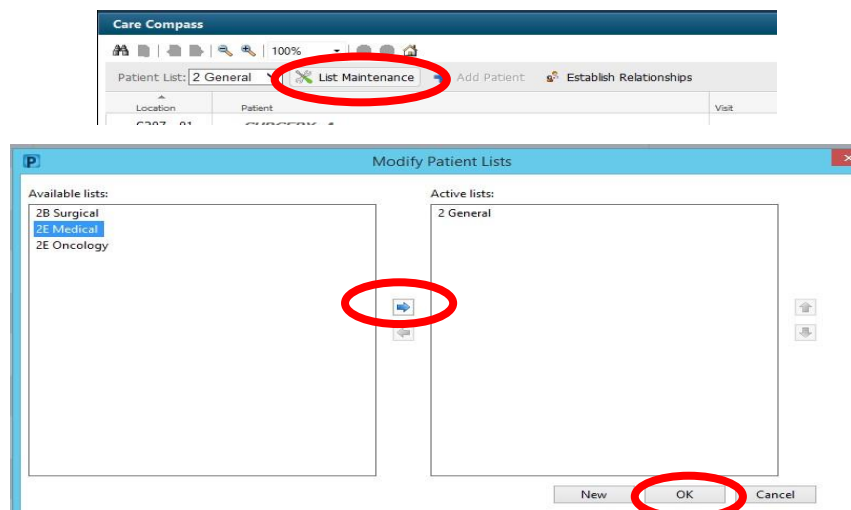 Care Compass
100%
Patient List: 2 General List Maintenance Add Patient Establish Relationships
Location Patient Visit
P Modify Patient Lists ×
Available lists: Active lists:
2B Surgical 2 General
2E Medical
2E Oncology
New OK Cancel